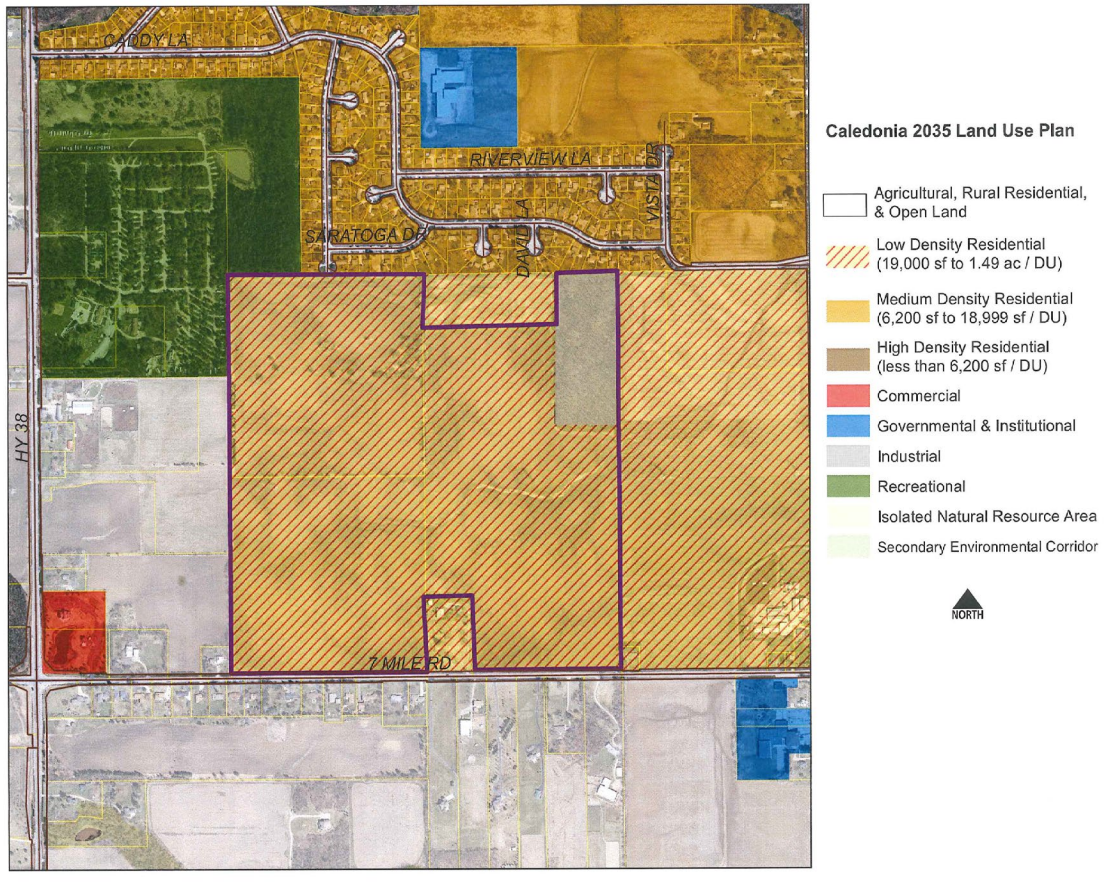 CADDY LA
RIVERVIEW LA
VISTA DR
DAVID LA
SARATOGA DR
HY 38
7 MILE RD
Caledonia 2035 Land Use Plan
Agricultural, Rural Residential,
& Open Land
Low Density Residential
(19,000 sf to 1.49 ac / DU)
Medium Density Residential
(6,200 sf to 18,999 sf / DU)
High Density Residential
(less than 6,200 sf / DU)
Commercial
Governmental & Institutional
Industrial
Recreational
Isolated Natural Resource Area
Secondary Environmental Corridor
NORTH